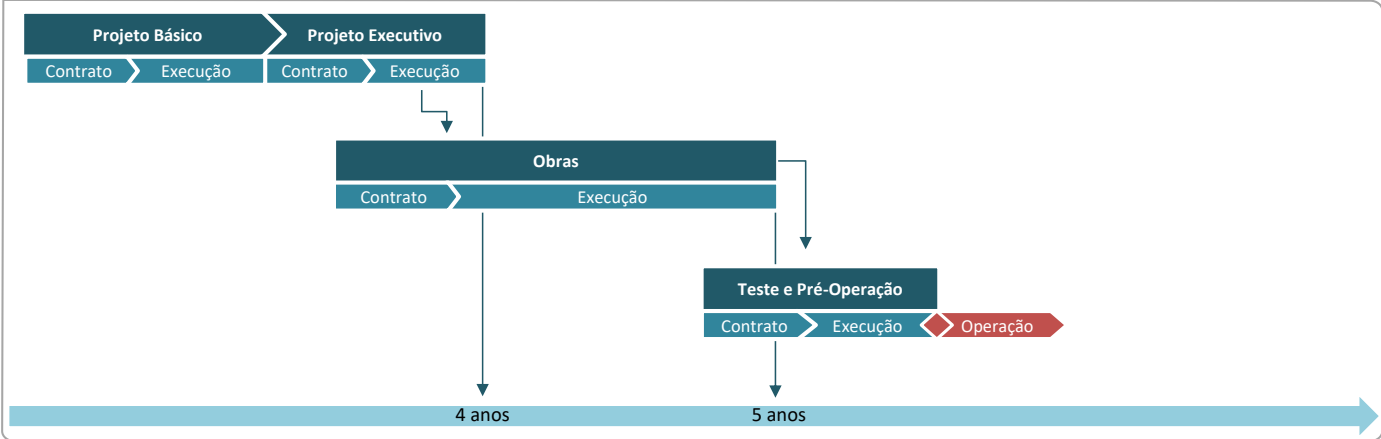 Projeto Básico
Projeto Executivo
Contrato
Execução
Contrato
Execução
Obras
Contrato
Execução
Teste e Pré-Operação
Contrato
Execução
Operação
4 anos
5 anos